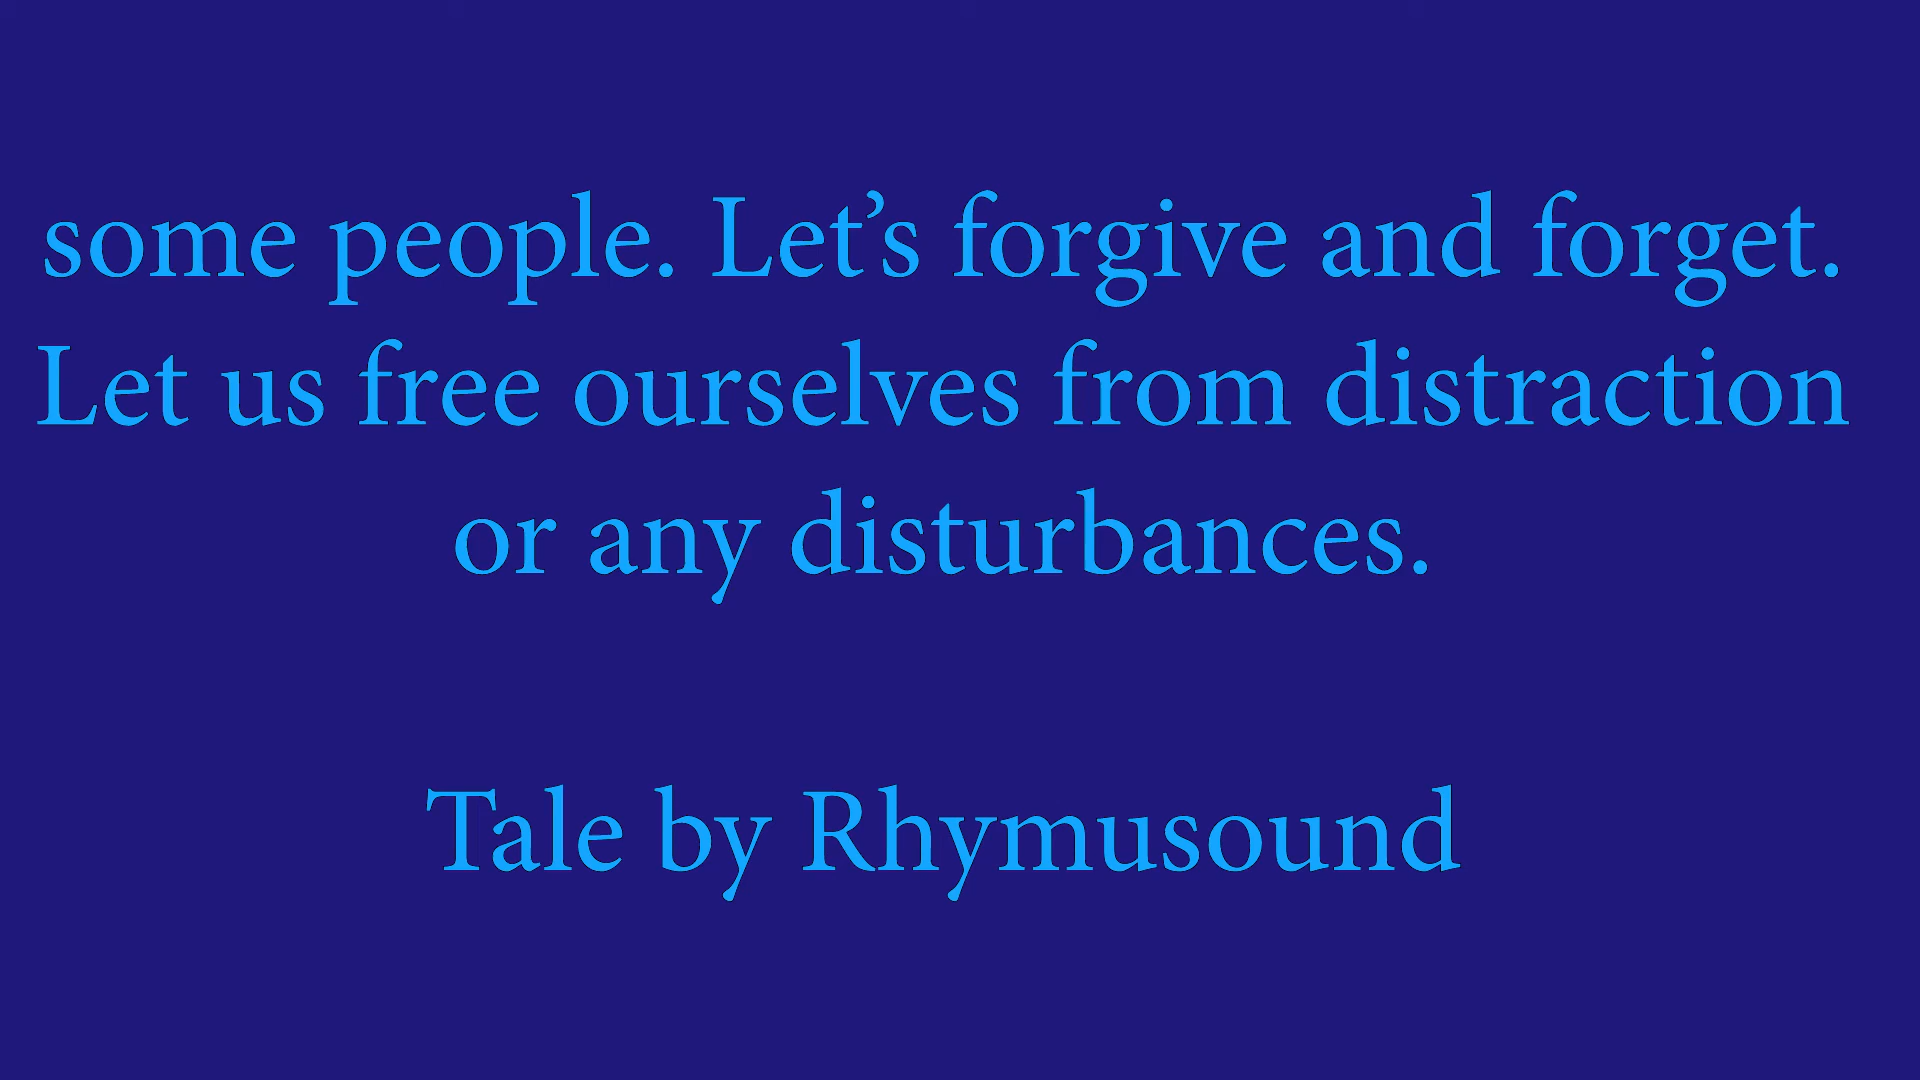 some people. Let’s forgive and forget.
Let us free ourselves from distraction
or any disturbances.
Tale by Rhymusound